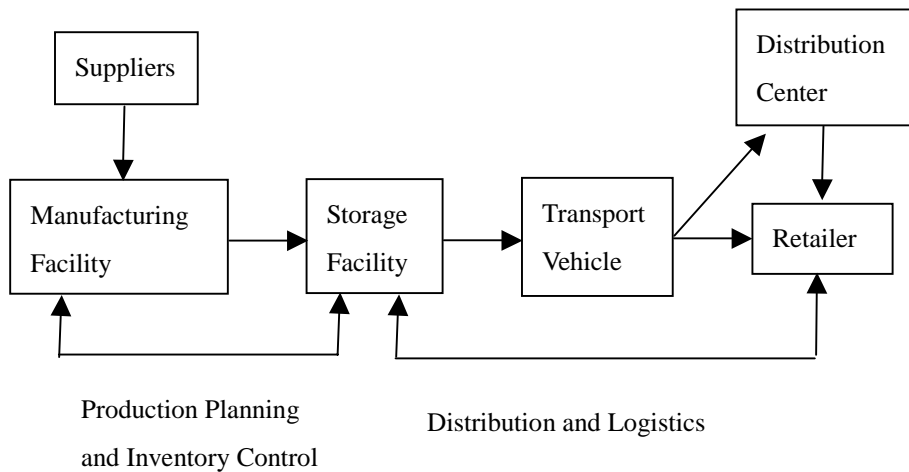 Suppliers
Distribution
Center
Manufacturing
Facility
Storage
Facility
Transport
Vehicle
Retailer
Production Planning
and Inventory Control
Distribution and Logistics